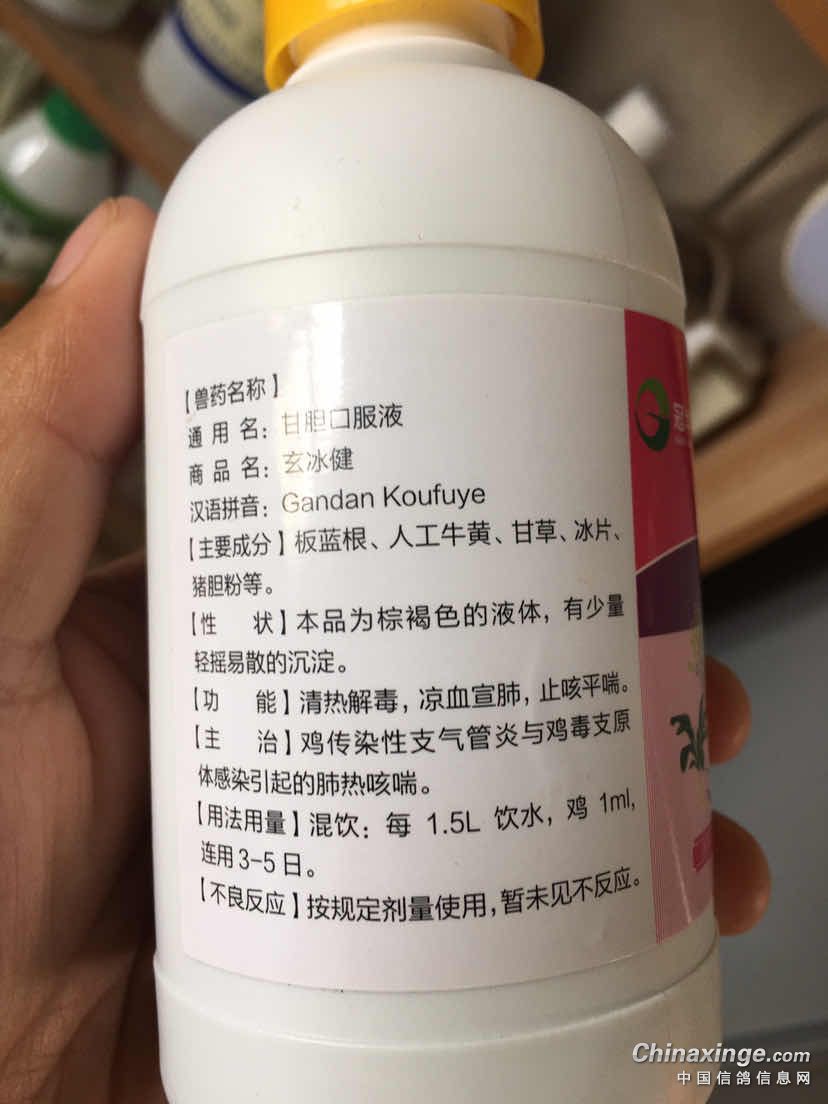 【兽药名称】
通 用 名：甘胆口服液
商 品 名：玄冰健
汉语拼音：Gandan Koufuye
【主要成分】板蓝根、人工牛黄、甘草、冰片、
猪胆粉等。
【性 状】本品为棕褐色的液体，有少量
轻摇易散的沉淀。
【功 能】清热解毒，凉血宣肺，止咳平喘。
【主 治】鸡传染性支气管炎与鸡毒支原
体感染引起的肺热咳喘。
【用法用量】混饮：每 1.5L 饮水，鸡 1ml,
连用3-5日。
【不良反应】按规定剂量使用，暂未见不反应。
Chinaxinge.com
中国信鸽信息网